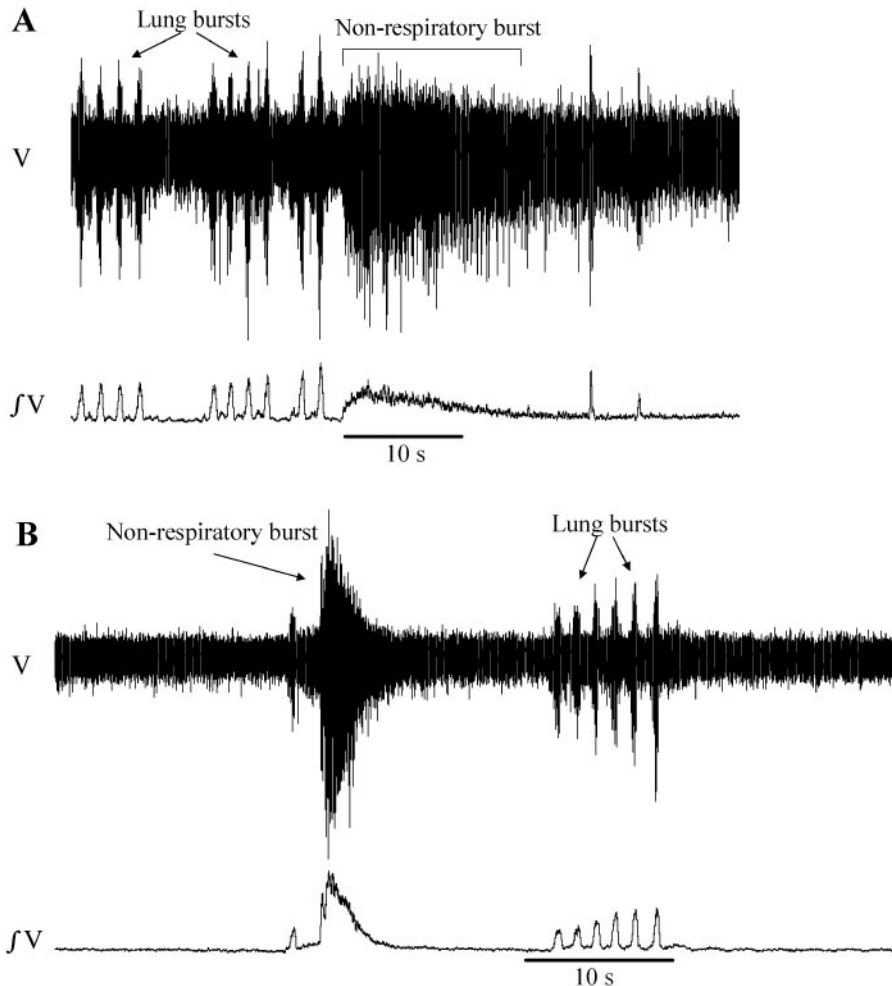 A
Lung bursts
Non-respiratory burst
V
∫V
10 s
B
Non-respiratory burst
Lung bursts
V
∫V
10 s